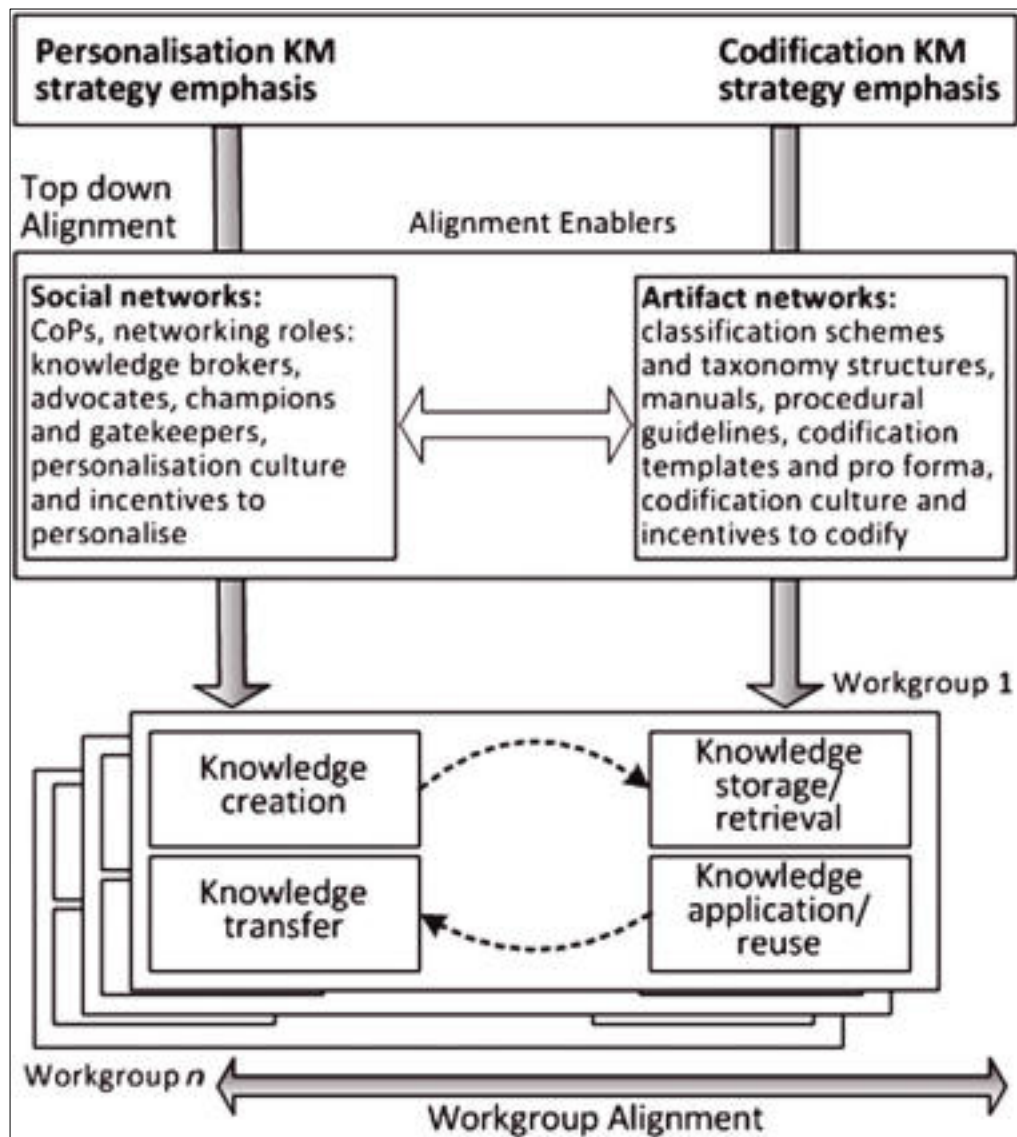 Personalisation KM
strategy emphasis
Codification KM
strategy emphasis
Top down
Alignment
Alignment Enablers
Social networks:
CoPs, networking roles:
knowledge brokers,
advocates, champions
and gatekeepers,
personalisation culture
and incentives to
personalise
Artifact networks:
classification schemes
and taxonomy structures,
manuals, procedural
guidelines, codification
templates and pro forma,
codification culture and
incentives to codify
Workgroup 1
Knowledge
creation
Knowledge
storage/
retrieval
Knowledge
transfer
Knowledge
application/
reuse
Workgroup n
Workgroup Alignment